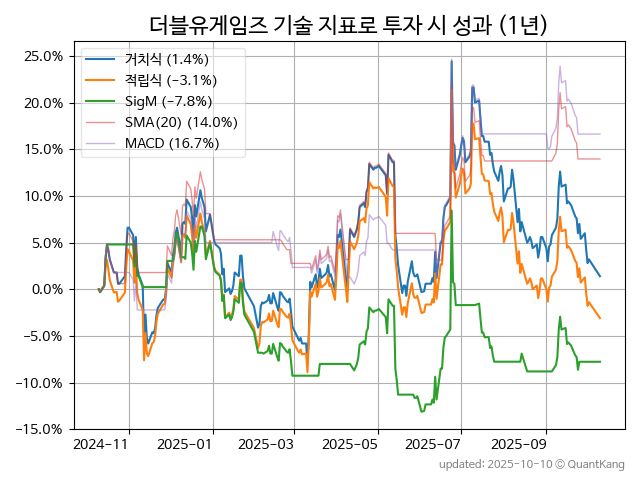 더블유게임즈 기술 지표로 투자 시 성과 (1년)
25.0%
20.0%
15.0%
10.0%
5.0%
0.0%
−5.0%
−10.0%
−15.0%
거치식 (1.4%)
적립식 (−3.1%)
SigM (−7.8%)
SMA(20) (14.0%)
MACD (16.7%)
2024-11 2025-01 2025-03 2025-05 2025-07 2025-09
updated: 2025-10-10 ⓒ QuantKang